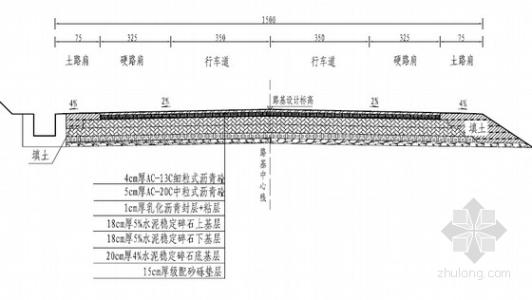 1500
75 325 350 350 325 75
土路肩 硬路肩 行车道 行车道 硬路肩 土路肩
4% 2% 路基设计标高 2% 4%
填土 填土
路基中心线
4cm厚AC-13C细粒式沥青砼
5cm厚AC-20C中粒式沥青砼
1cm厚乳化沥青封层+粘层
18cm厚5%水泥稳定碎石上基层
18cm厚5%水泥稳定碎石下基层
20cm厚4%水泥稳定碎石底基层
15cm厚级配砂砾垫层
zhulong.com